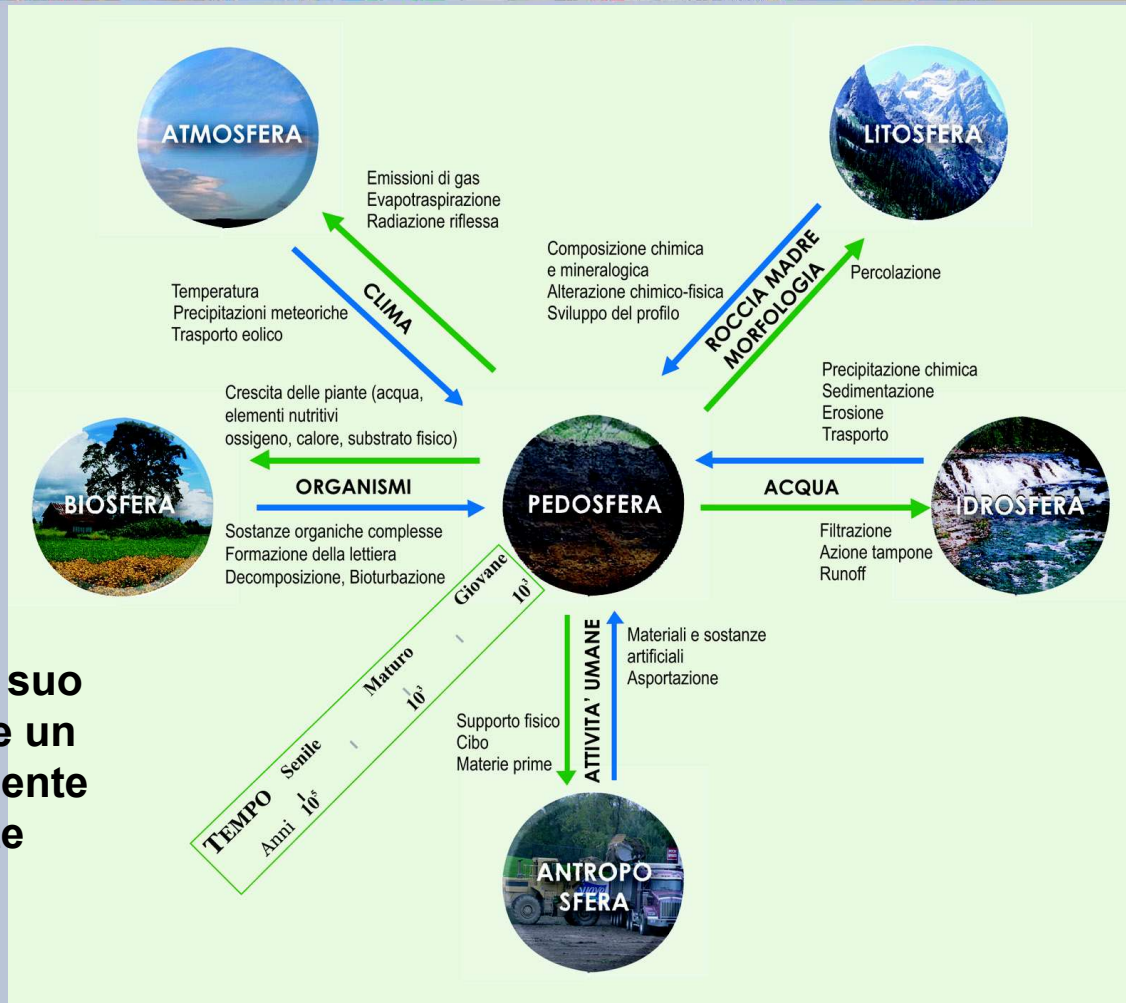 ATMOSFERA
LITOSFERA
Emissioni di gas
Evapotraspirazione
Radiazione riflessa
Composizione chimica
e mineralogica
Alterazione chimico-fisica
Sviluppo del profilo
ROCCIA MADRE
MORFOLOGIA
Percolazione
Temperatura
Precipitazioni meteoriche
Trasporto eolico
CLIMA
Precipitazione chimica
Sedimentazione
Erosione
Trasporto
Crescita delle piante (acqua,
elementi nutritivi
ossigeno, calore, substrato fisico)
BIOSFERA
ORGANISMI
PEDOSFERA
ACQUA
IDROSFERA
Sostanze organiche complesse
Formazione della lettiera
Decomposizione, Bioturbazione
Filtrazione
Azione tampone
Runoff
Giovane
10³
Maturo
10³
Senile
10⁵
TEMPO
Anni
suo
e un
ente
e
Materiali e sostanze
artificiali
Asportazione
ATTIVITA' UMANE
Supporto fisico
Cibo
Materie prime
ANTROPO
SFERA